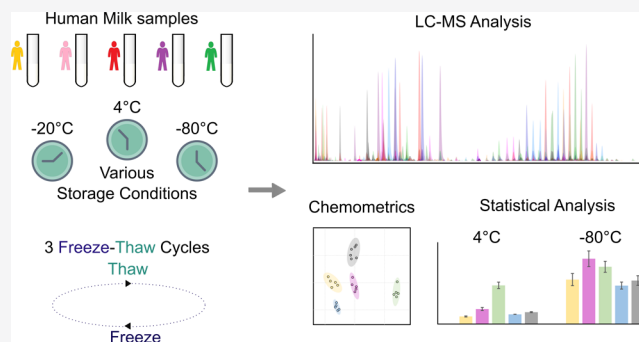 Human Milk samples
-20°C
4°C
-80°C
Various
Storage Conditions
3 Freeze-Thaw Cycles
Thaw
Freeze
LC-MS Analysis
Chemometrics
Statistical Analysis
4°C
-80°C